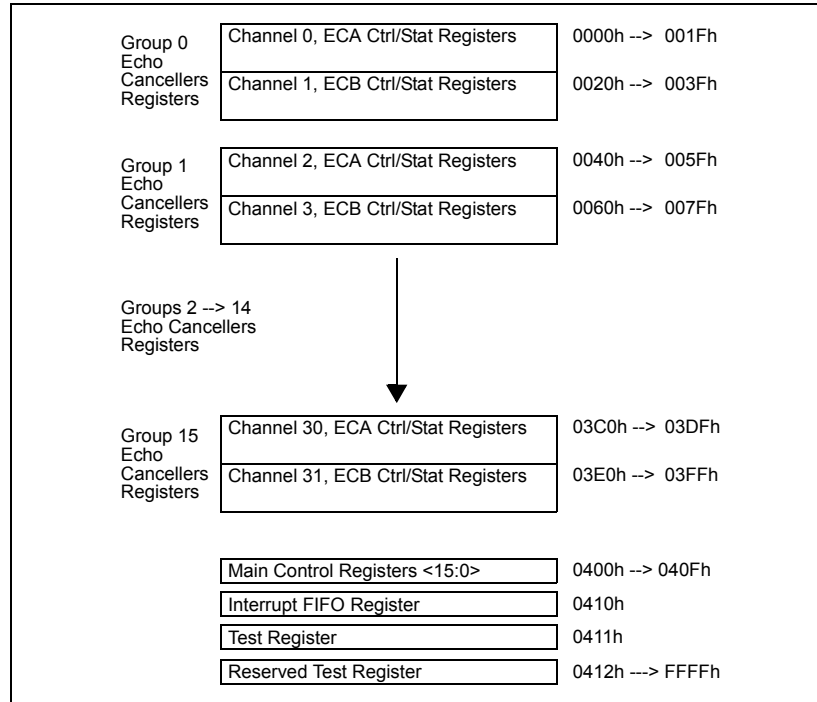 Group 0
Echo
Cancellers
Registers
Channel 0, ECA Ctrl/Stat Registers
0000h --> 001Fh
Channel 1, ECB Ctrl/Stat Registers
0020h --> 003Fh
Group 1
Echo
Cancellers
Registers
Channel 2, ECA Ctrl/Stat Registers
0040h --> 005Fh
Channel 3, ECB Ctrl/Stat Registers
0060h --> 007Fh
Groups 2 --> 14
Echo Cancellers
Registers
Group 15
Echo
Cancellers
Registers
Channel 30, ECA Ctrl/Stat Registers
03C0h --> 03DFh
Channel 31, ECB Ctrl/Stat Registers
03E0h --> 03FFh
Main Control Registers <15:0>
0400h --> 040Fh
Interrupt FIFO Register
0410h
Test Register
0411h
Reserved Test Register
0412h ---> FFFFh